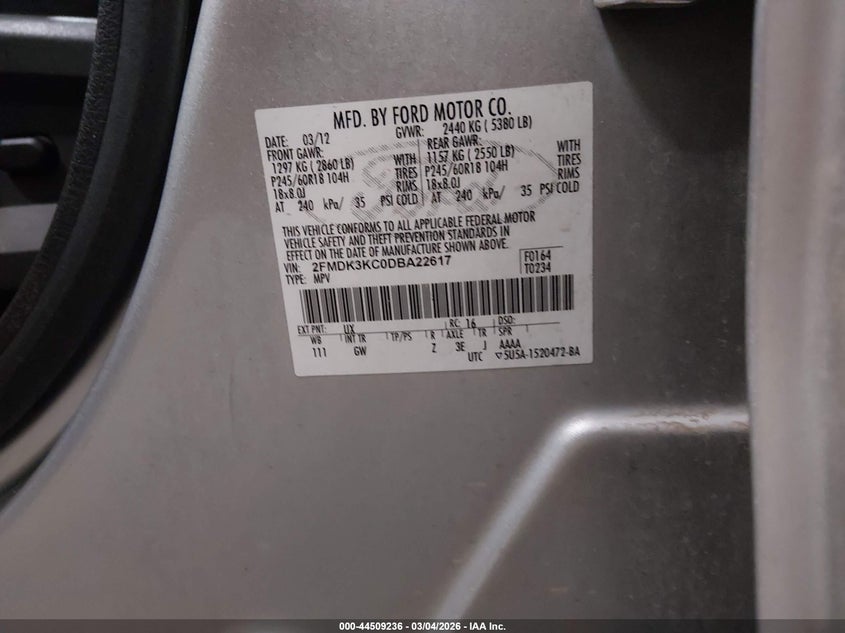 MFD. BY FORD MOTOR CO.
DATE: 03/12 GVWR: 2440 KG ( 5380 LB)
FRONT GAWR: REAR GAWR: WITH
1297 KG ( 2860 LB) WITH 1157 KG ( 2550 LB) TIRES
P245/60R18 104H TIRES P245/60R18 104H RIMS
18x8.0J RIMS 18x8.0J
AT 240 kPa/ 35 PSI COLD AT 240 kPa/ 35 PSI COLD
THIS VEHICLE CONFORMS TO ALL APPLICABLE FEDERAL MOTOR
VEHICLE SAFETY AND THEFT PREVENTION STANDARDS IN
EFFECT ON THE DATE OF MANUFACTURE SHOWN ABOVE.
VIN: 2FMDK3KC0DBA22617 F0164
TYPE: MPV T0234
EXT PNT: UX RC: 16 DSO:
WB INT TR TP/PS R AXLE TR SPR
111 GW Z 3E J AAAA
UTC ▽5U5A-1520472-BA
000-44509236 - 03/04/2026 - IAA Inc.